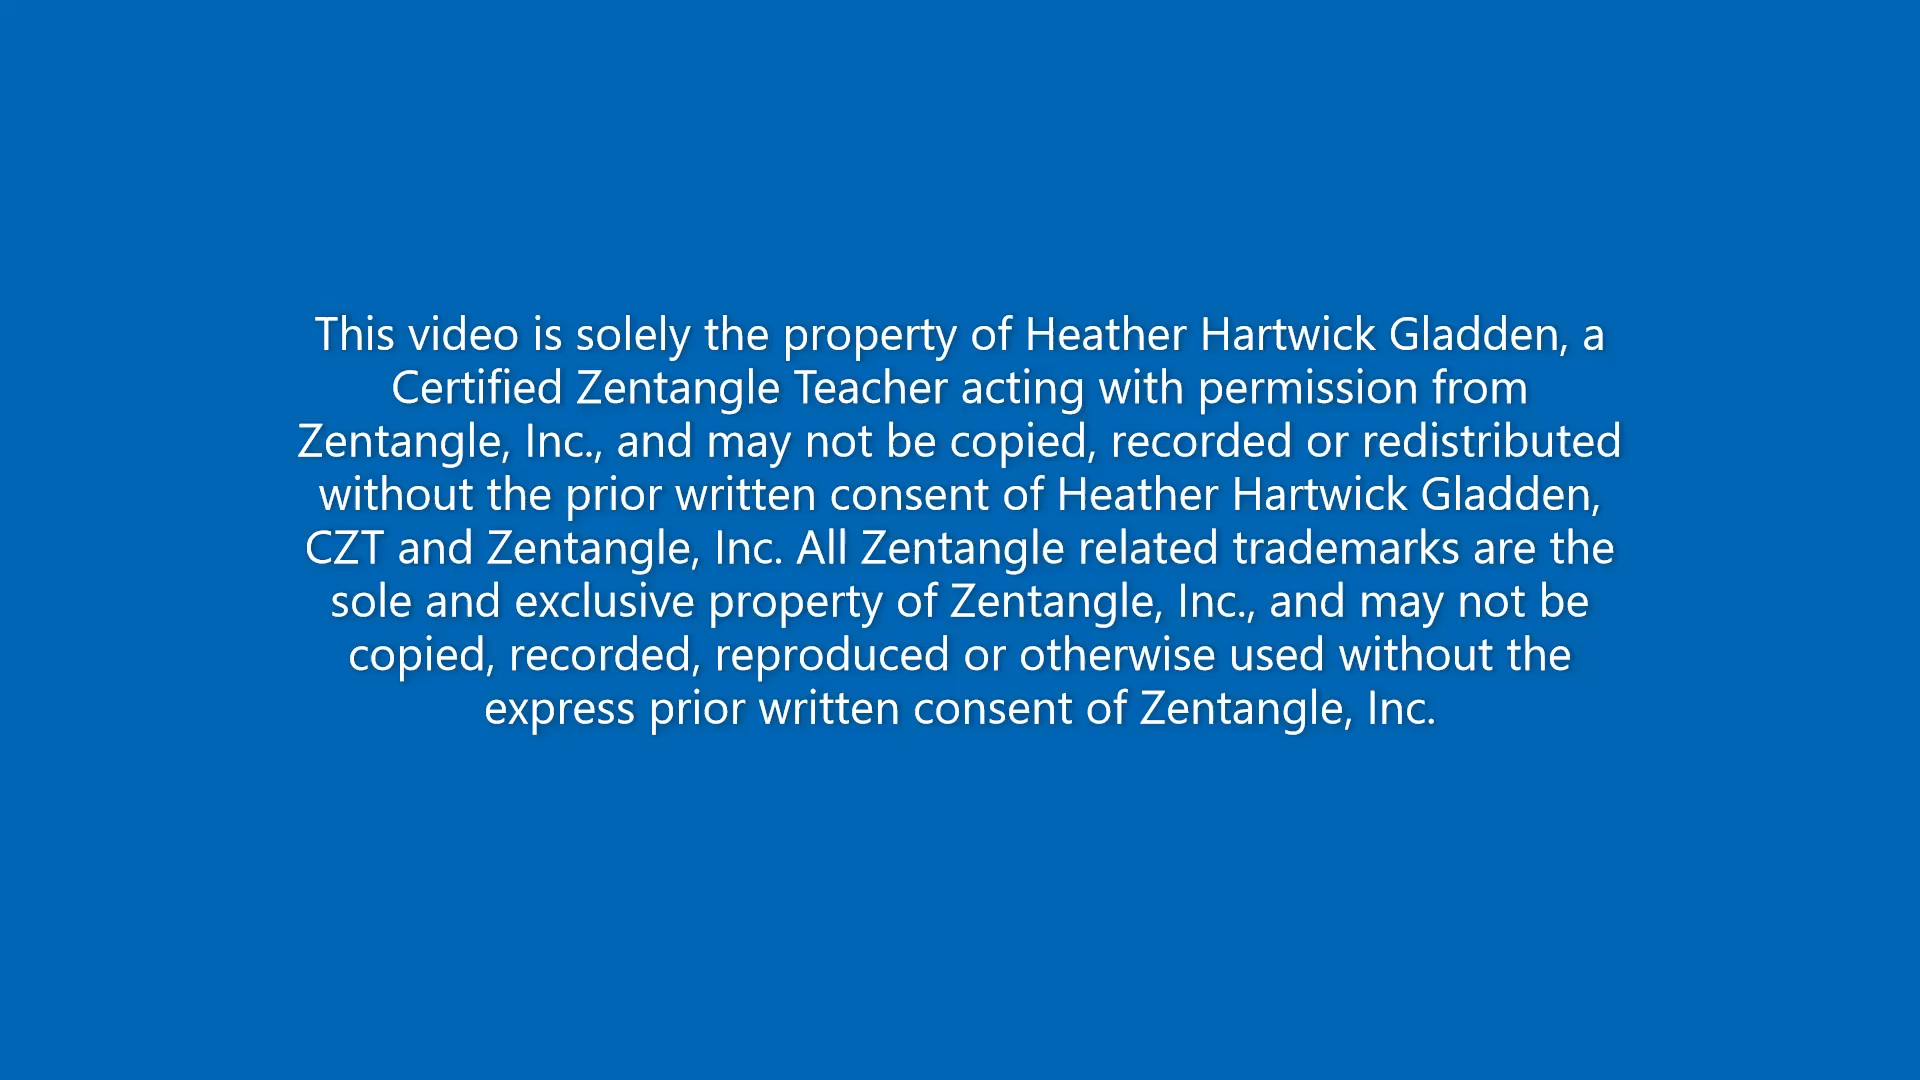 This video is solely the property of Heather Hartwick Gladden, a
Certified Zentangle Teacher acting with permission from
Zentangle, Inc., and may not be copied, recorded or redistributed
without the prior written consent of Heather Hartwick Gladden,
CZT and Zentangle, Inc. All Zentangle related trademarks are the
sole and exclusive property of Zentangle, Inc., and may not be
copied, recorded, reproduced or otherwise used without the
express prior written consent of Zentangle, Inc.